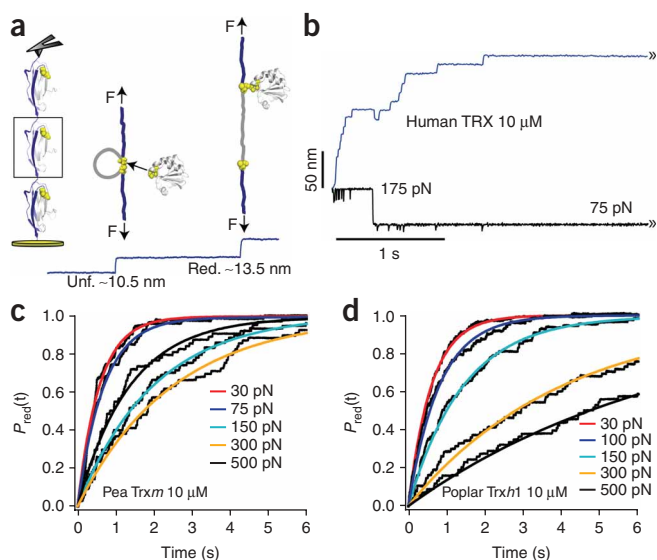 a
F
F
F
F
Unf. ~10.5 nm
Red. ~13.5 nm
b
Human TRX 10 μM
50 nm
175 pN
75 pN
1 s
c
1.0
0.8
0.6
0.4
0.2
0.0
P_red(t)
30 pN
75 pN
150 pN
300 pN
500 pN
Pea Trxm 10 μM
0 1 2 3 4 5 6
Time (s)
d
1.0
0.8
0.6
0.4
0.2
0.0
P_red(t)
30 pN
100 pN
150 pN
300 pN
500 pN
Poplar Trxh1 10 μM
0 1 2 3 4 5 6
Time (s)